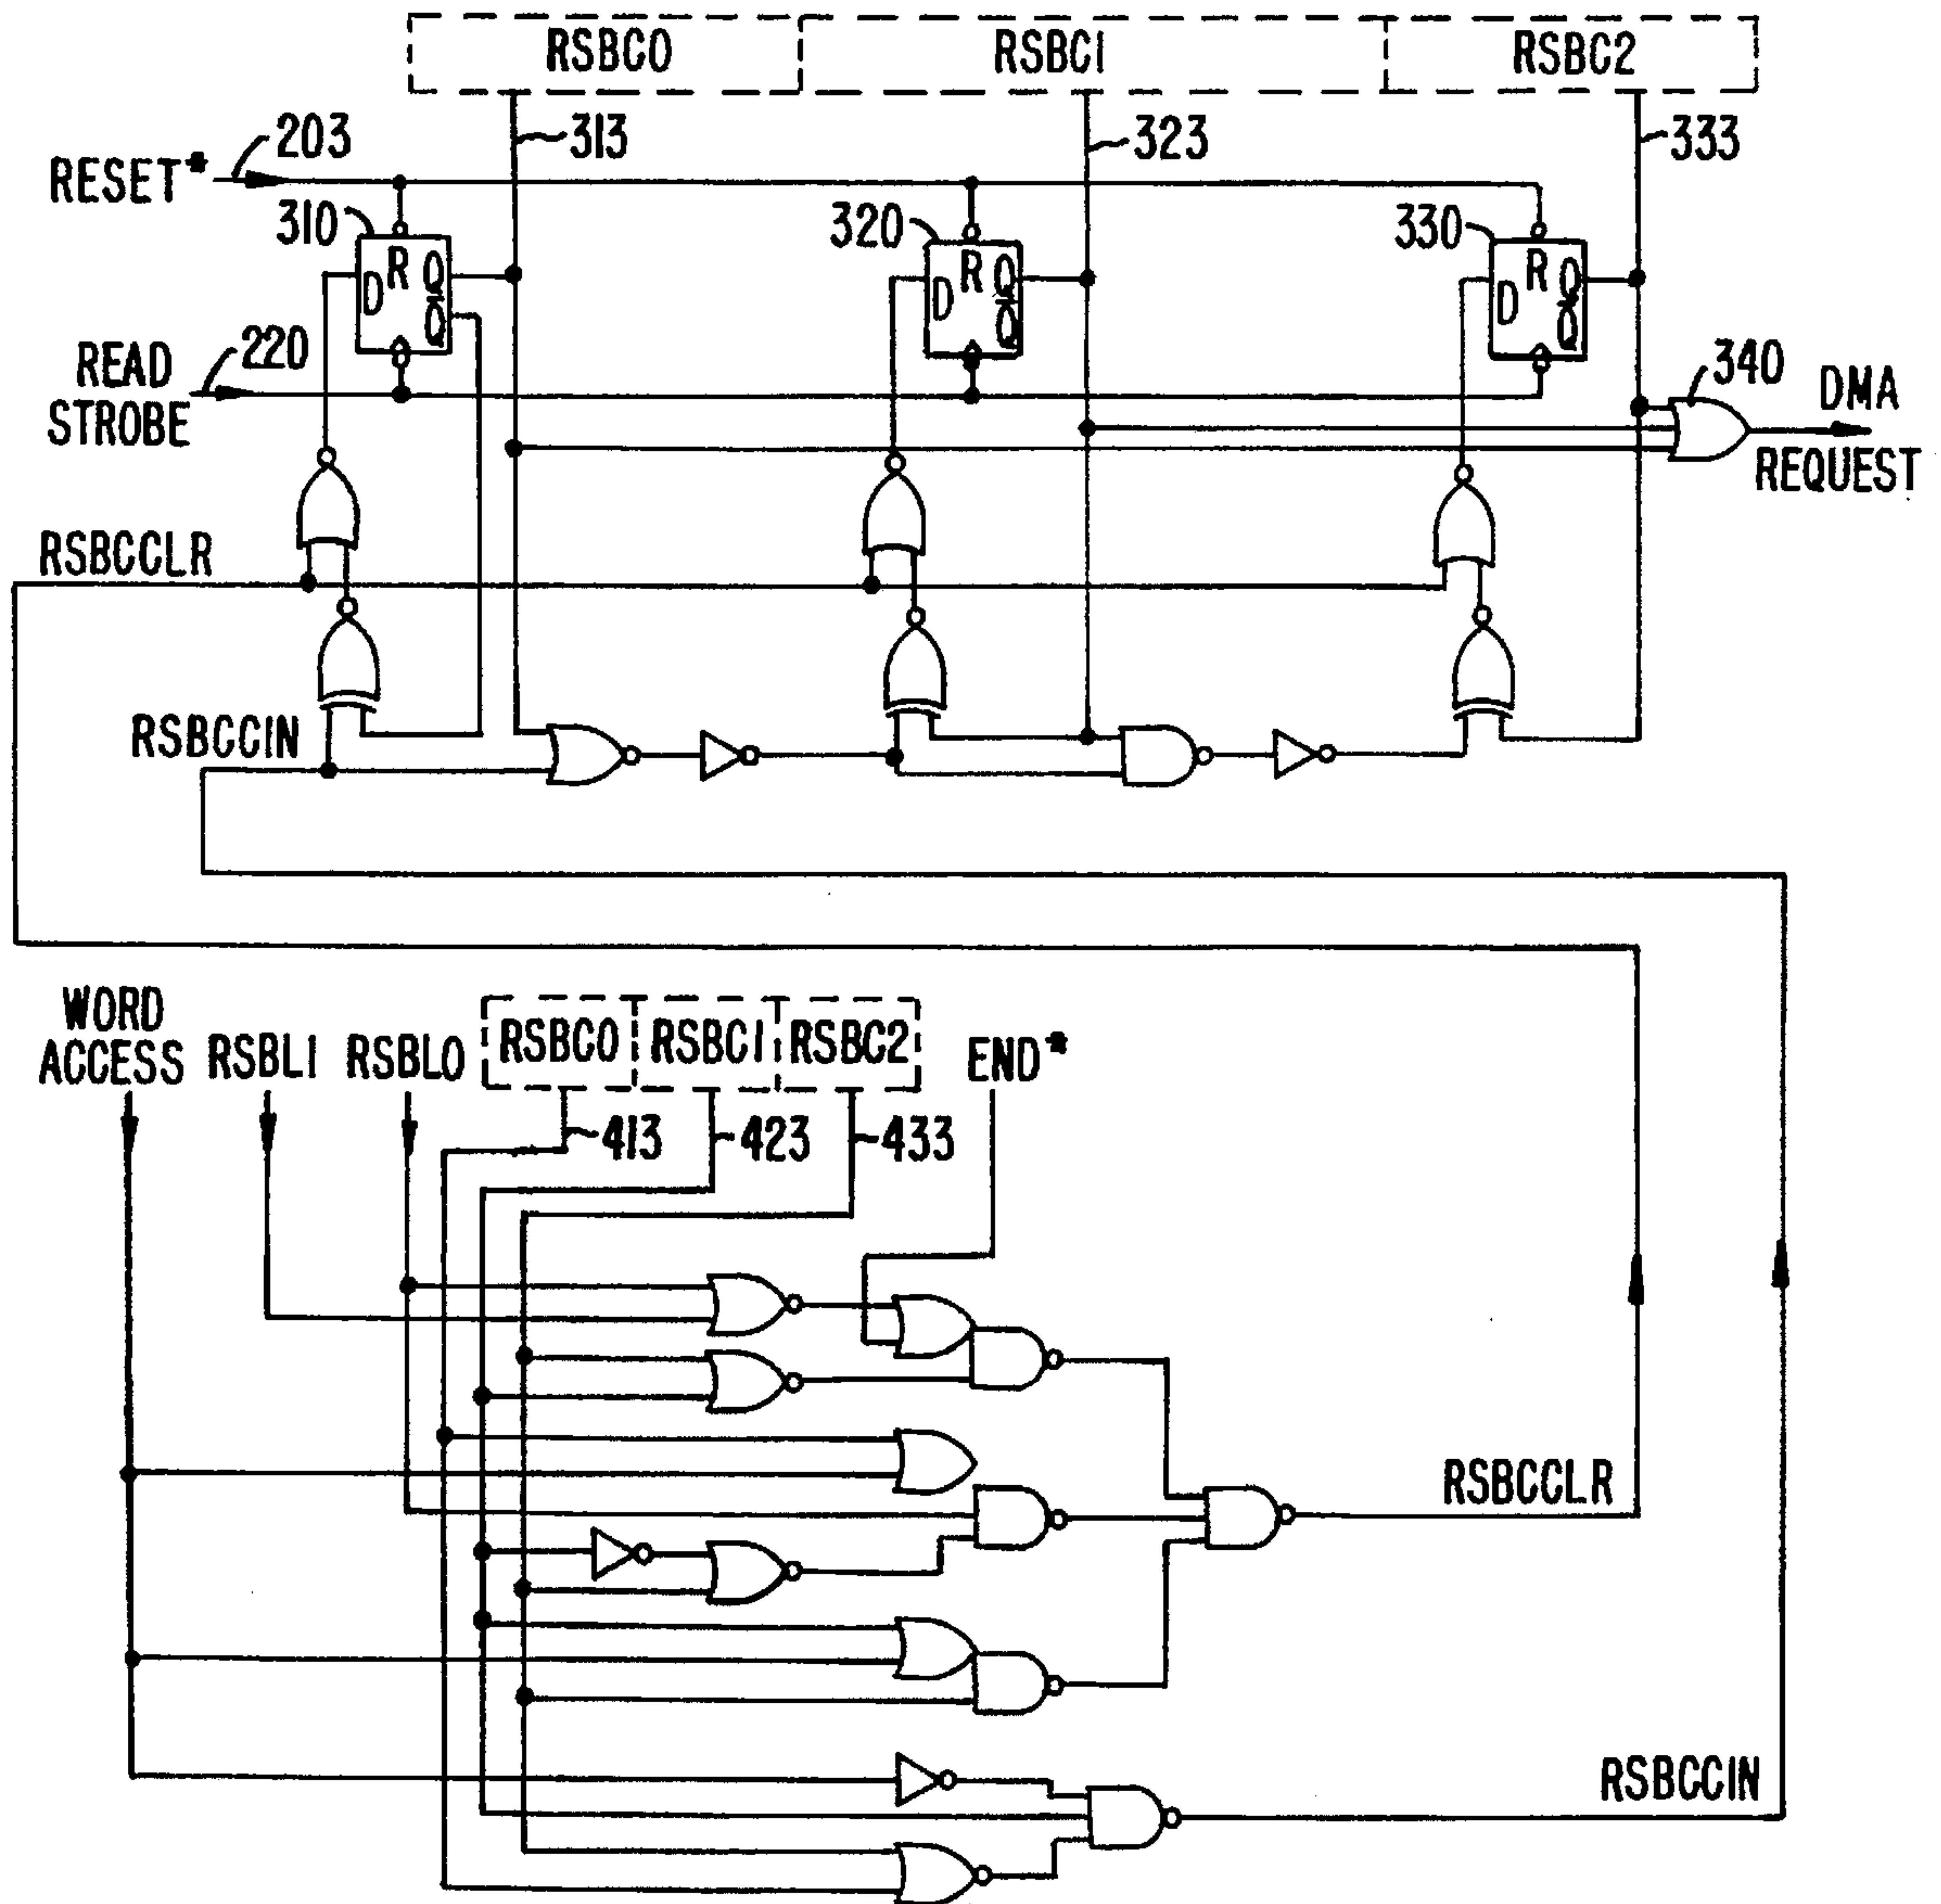 RSBC0 RSBC1 RSBC2
313 323 333
RESET* 203
310 320 330
D R Q Q̅ D R Q Q̅ D R Q Q̅
READ STROBE 220
340 DMA REQUEST
RSBCCLR
RSBCCIN
WORD ACCESS RSBL1 RSBL0 RSBC0 RSBC1 RSBC2 END*
413 423 433
RSBCCLR
RSBCCIN